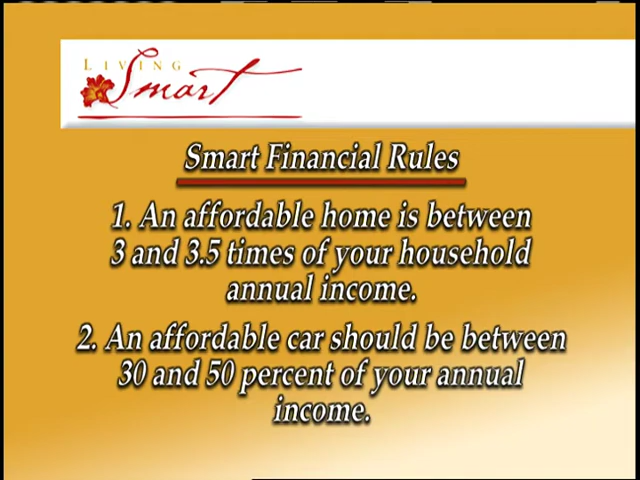 LIVING
Smart
Smart Financial Rules
1. An affordable home is between
3 and 3.5 times of your household
annual income.
2. An affordable car should be between
30 and 50 percent of your annual
income.